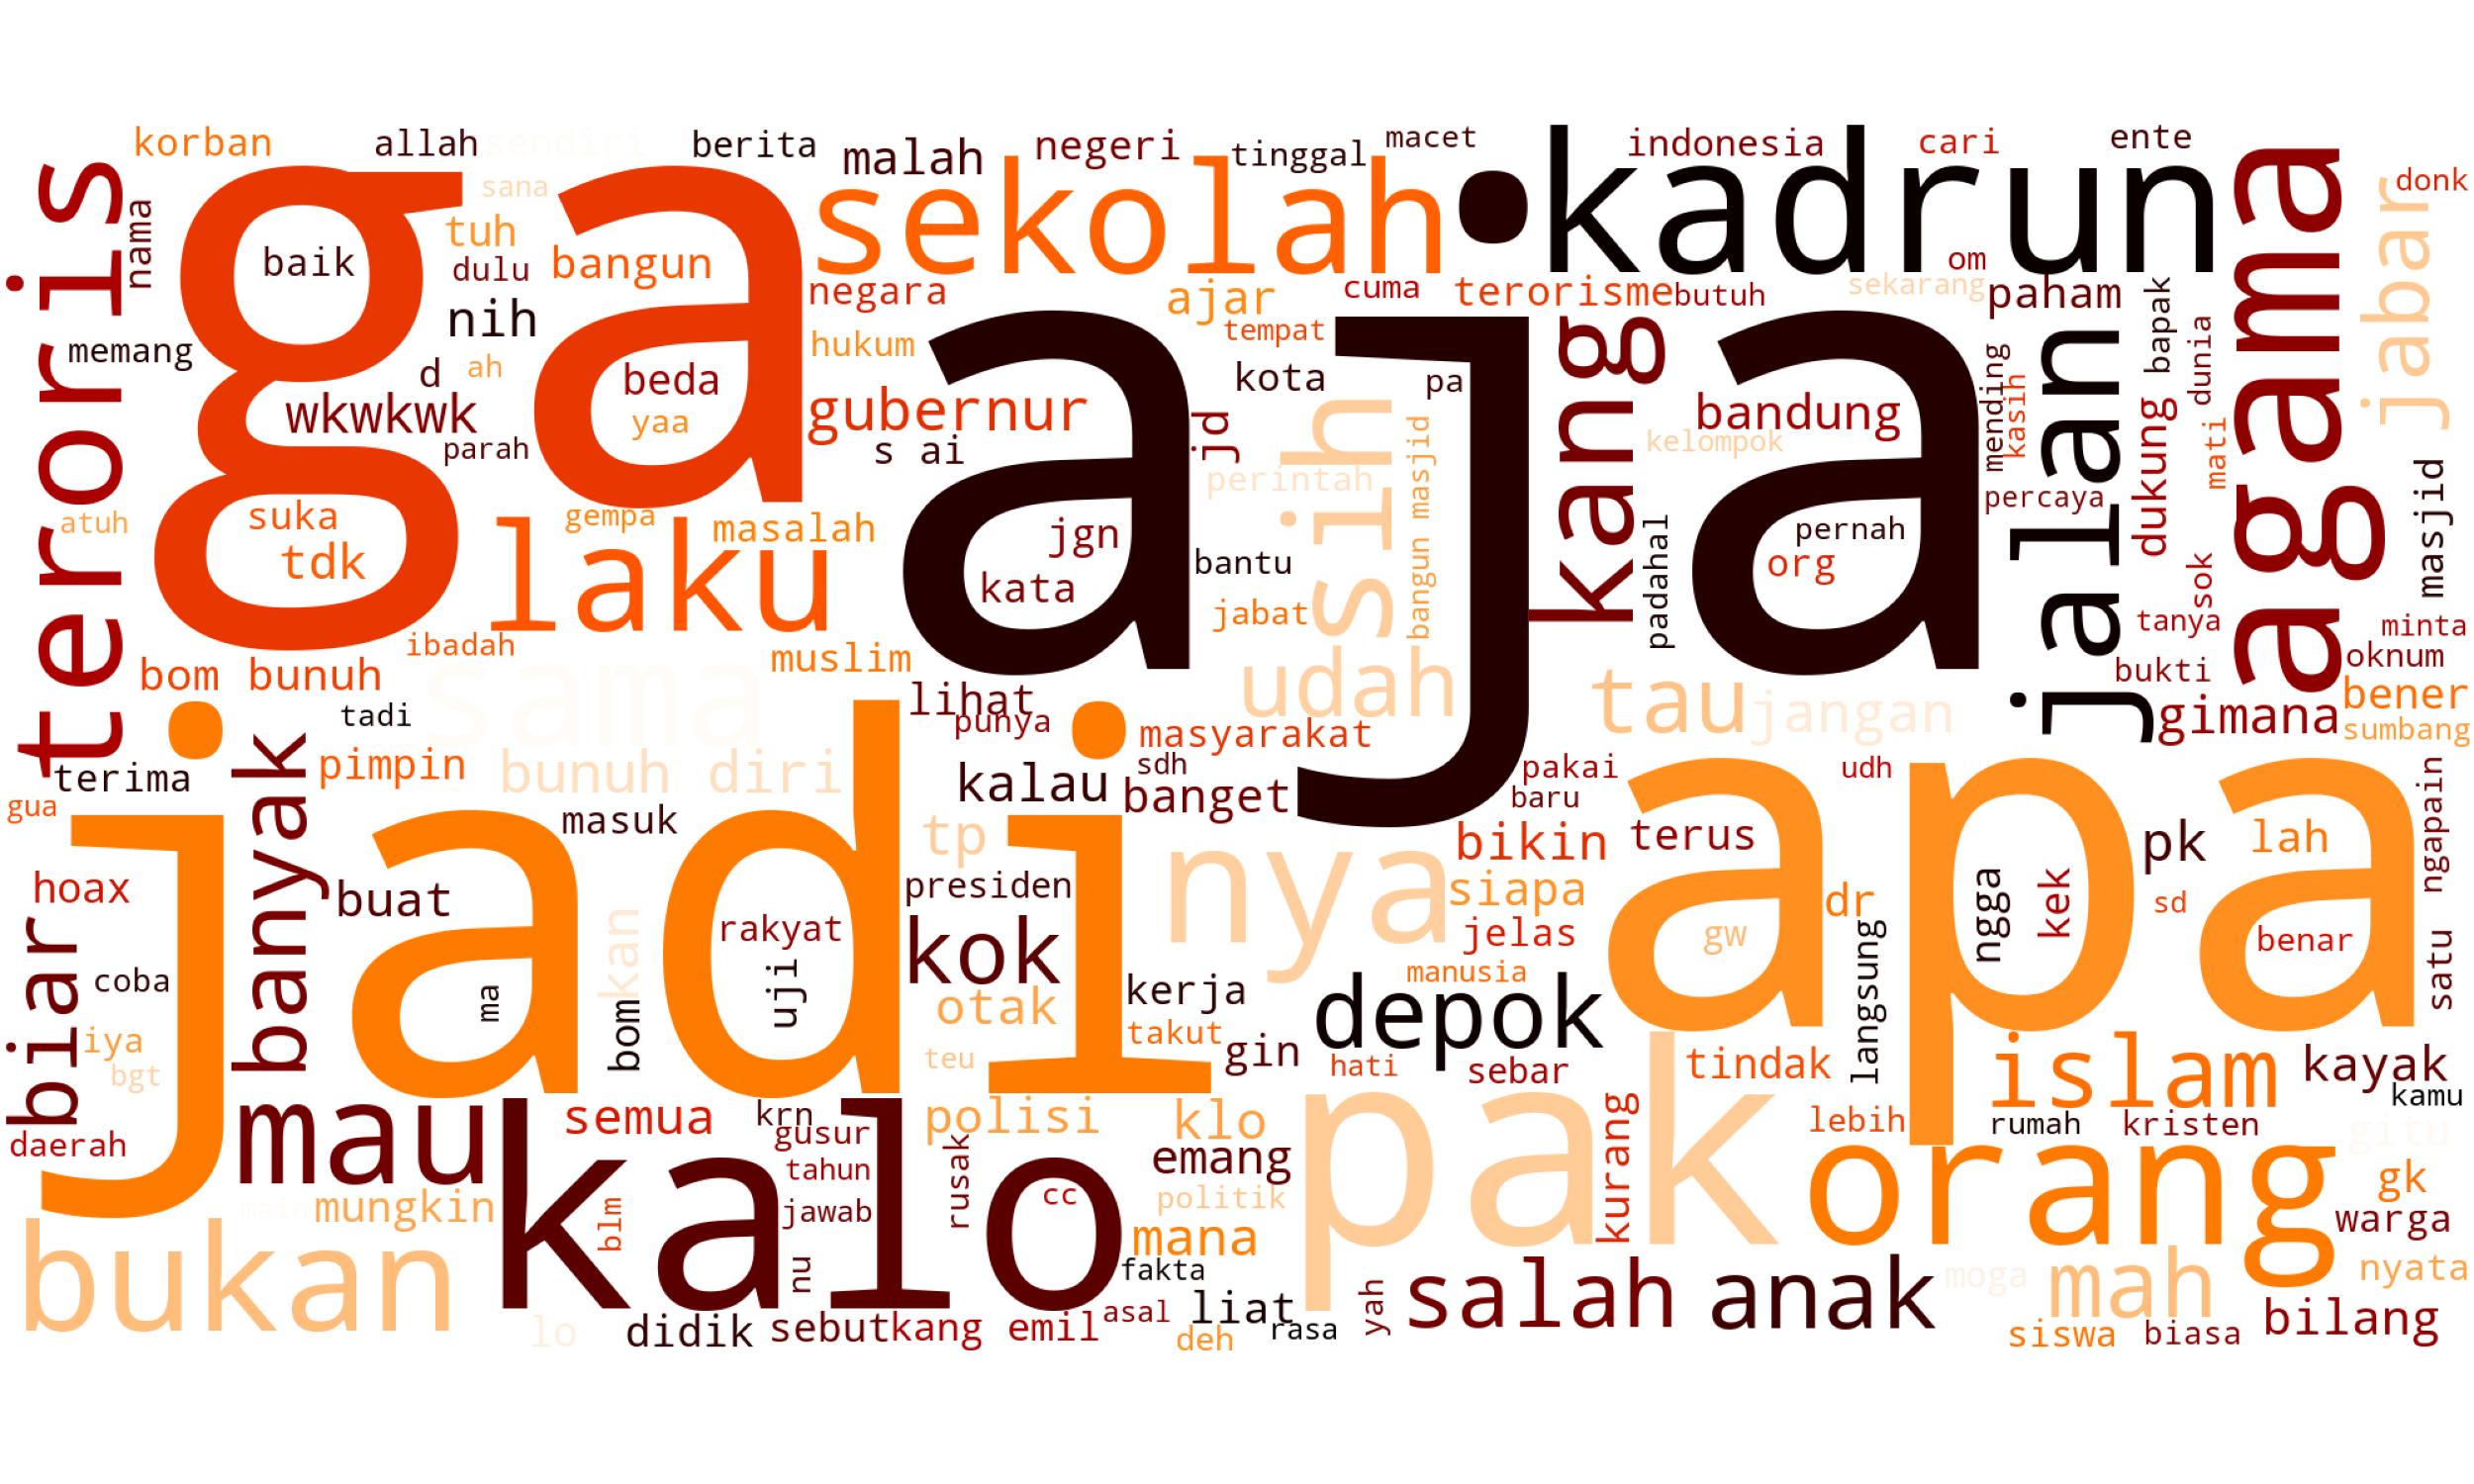 korban
allah
sendiri
berita
malah
negeri
tinggal
macet
indonesia
cari
ente
teroris
nama
ga
sana
sekolah
•
kadrun
agama
jabar
donk
baik
tuh
dulu
bangun
negara
ajar
cuma
terorisme
butuh
om
sekarang
paham
bapak
memang
nih
d
ah
hukum
tempat
aja
kang
jalan
mending
dunia
wkwkwk
parah
beda
yaa
gubernur
s ai
jd
kota
pa
sih
bangun masjid
perintah
bandung
kelompok
kasih
percaya
dukung
mati
masjid
atuh
suka
tdk
gempa
laku
masalah
jgn
kata
bantu
jabat
padahal
pernah
org
sok
tanya
minta
oknum
bukti
bener
sumbang
gimana
bom bunuh
ibadah
sama
muslim
lihat
punya
udah
masyarakat
tau
jangan
tadi
terima
pimpin
bunuh diri
kalau
sdh
banget
pakai
baru
udh
gua
jadi
banyak
masuk
tp
nya
bikin
terus
apa
pk
lah
ngapain
hoax
biar
buat
kan
rakyat
presiden
kok
siapa
jelas
dr
gw
langsung
ngga
kek
sd
benar
satu
coba
ma
uji
bom
otak
kerja
manusia
depok
iya
bgt
teu
takut
gin
hati
sebar
tindak
islam
kayak
kamu
daerah
mau
semua
krn
gusur
kalo
polisi
klo
pak
kurang
lebih
rumah
kristen
gitu
orang
emang
tahun
rusak
cc
politik
gk
warga
mungkin
blm
jawab
mana
bukan
nu
fakta
salah
anak
moga
mah
nyata
lo
didik
sebut
kang emil
asal
liat
deh
rasa
yah
siswa
biasa
bilang